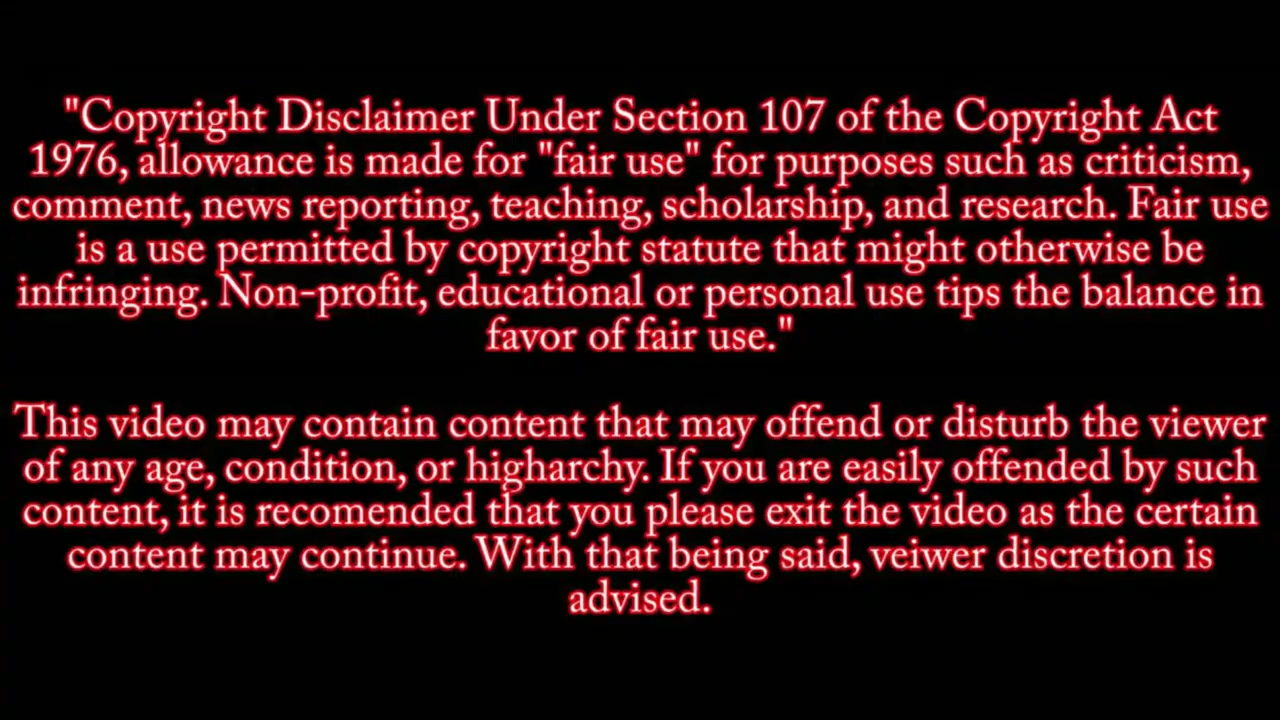 "Copyright Disclaimer Under Section 107 of the Copyright Act
1976, allowance is made for "fair use" for purposes such as criticism,
comment, news reporting, teaching, scholarship, and research. Fair use
is a use permitted by copyright statute that might otherwise be
infringing. Non-profit, educational or personal use tips the balance in
favor of fair use."
This video may contain content that may offend or disturb the viewer
of any age, condition, or higharchy. If you are easily offended by such
content, it is recomended that you please exit the video as the certain
content may continue. With that being said, veiwer discretion is
advised.